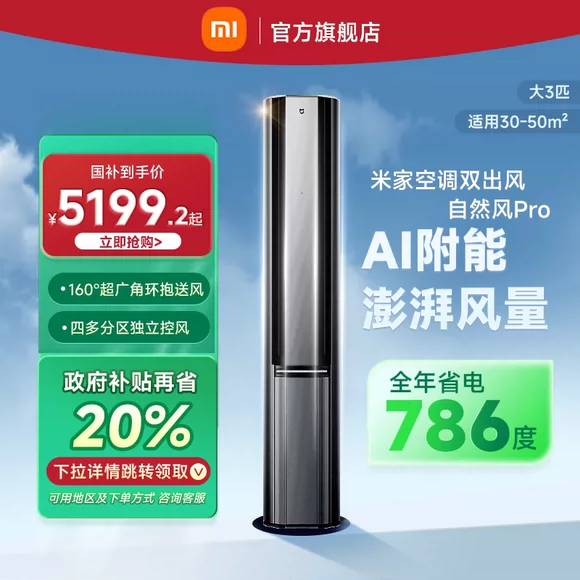 mi 官方旗舰店
大3匹
适用30-50m²
国补到手价
¥5199.2起
立即抢购>
160°超广角环抱送风
四多分区独立控风
政府补贴再省
20%
下拉详情跳转领取
可用地区及下单方式 咨询客服
米家空调双出风
自然风Pro
AI附能
澎湃风量
全年省电
786度